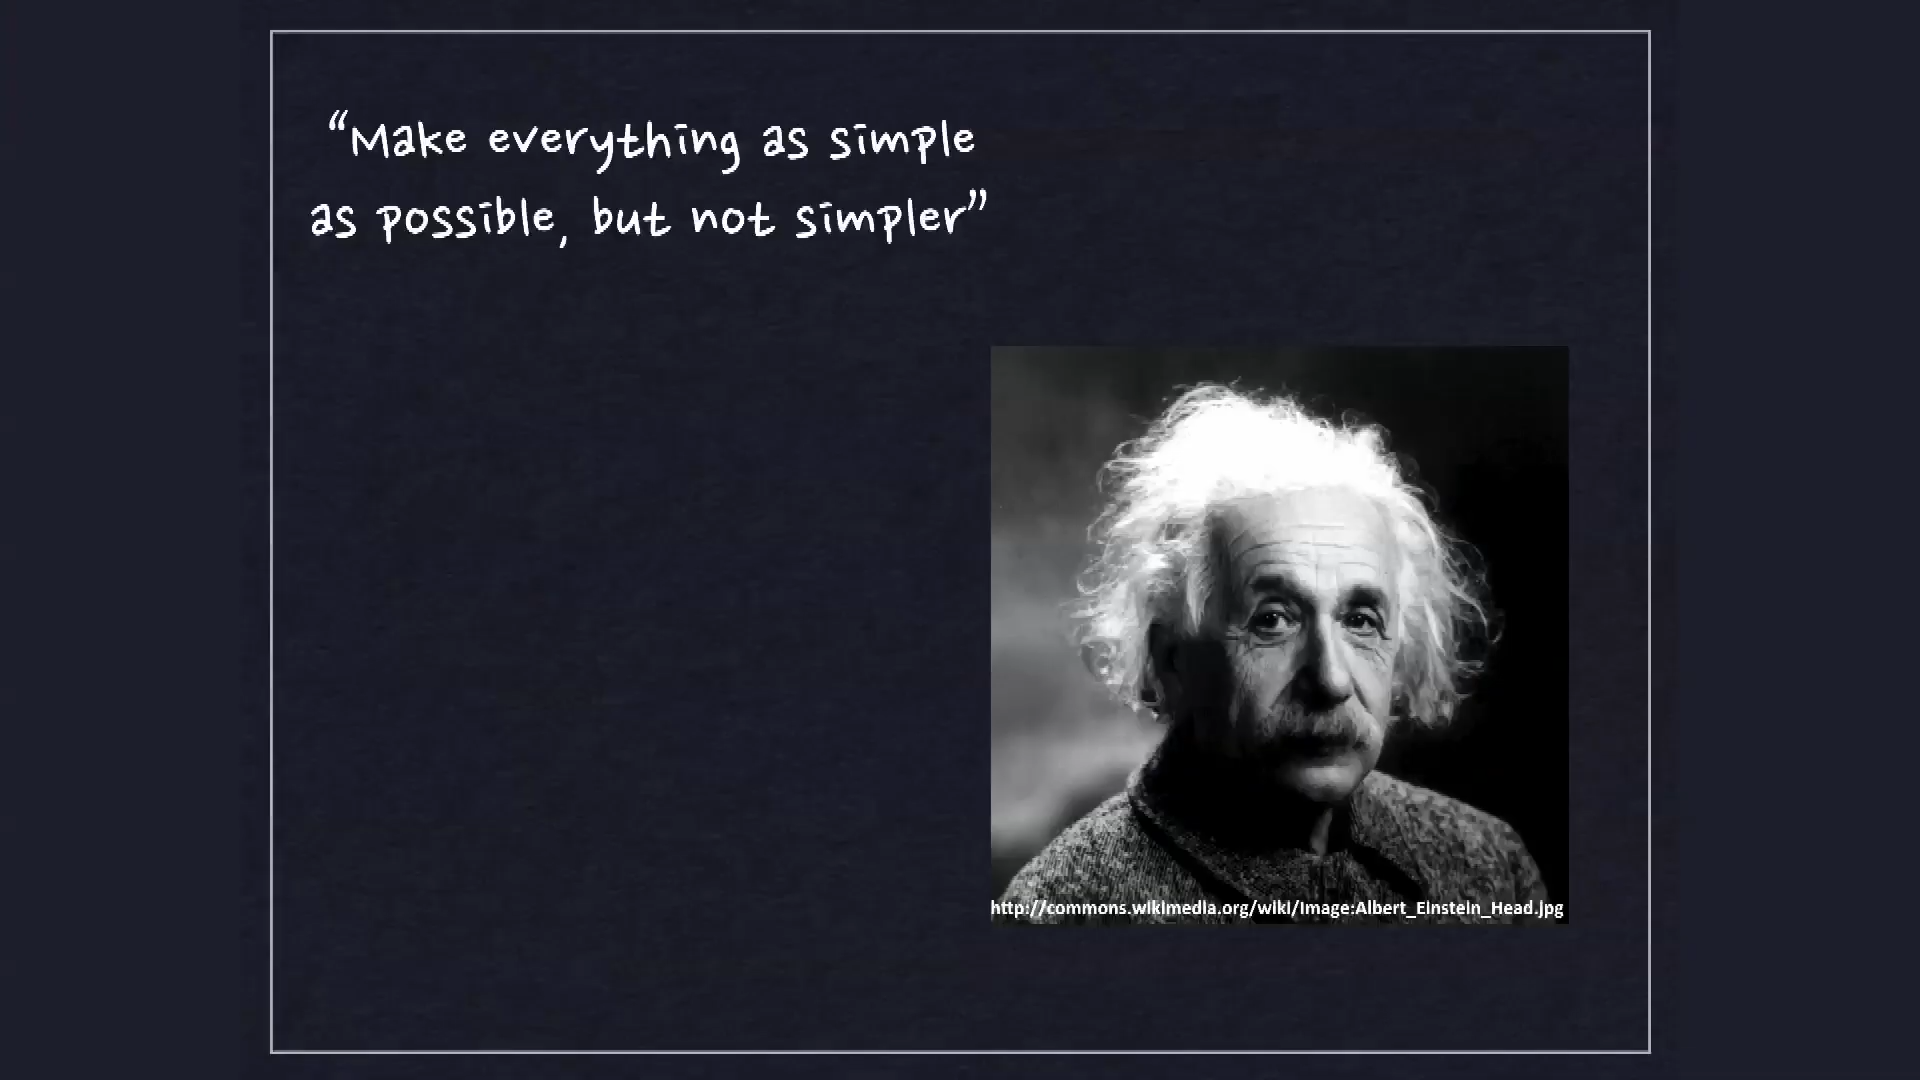 “Make everything as simple
as possible, but not simpler”
http://commons.wikimedia.org/wiki/Image:Albert_Einstein_Head.jpg